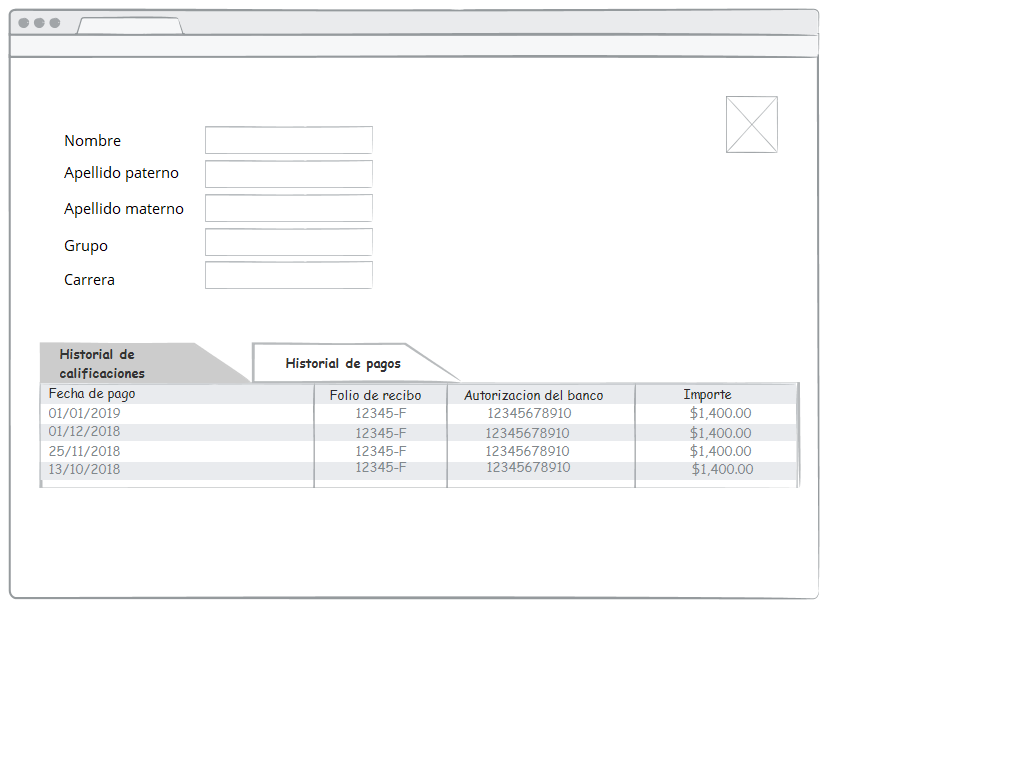 Nombre
Apellido paterno
Apellido materno
Grupo
Carrera
Historial de
calificaciones
Historial de pagos
Fecha de pago Folio de recibo Autorizacion del banco Importe
01/01/2019 12345-F 12345678910 $1,400.00
01/12/2018 12345-F 12345678910 $1,400.00
25/11/2018 12345-F 12345678910 $1,400.00
13/10/2018 12345-F 12345678910 $1,400.00